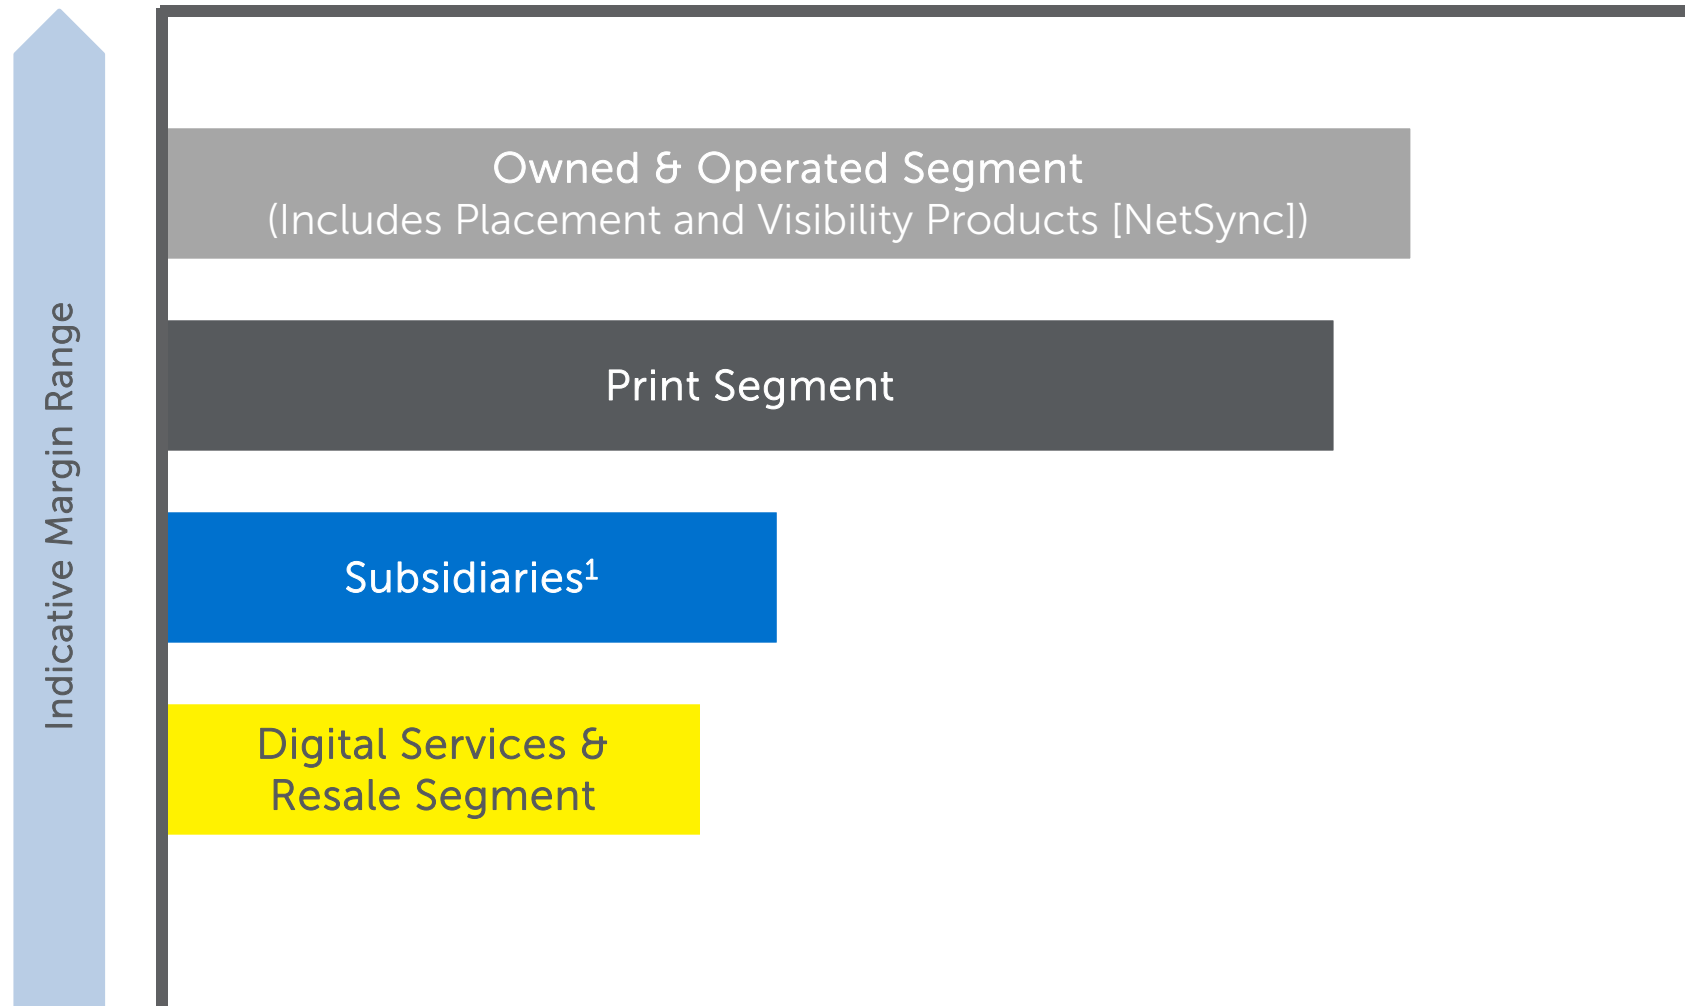 Indicative Margin Range
Owned & Operated Segment
(Includes Placement and Visibility Products [NetSync])
Print Segment
Subsidiaries¹
Digital Services &
Resale Segment